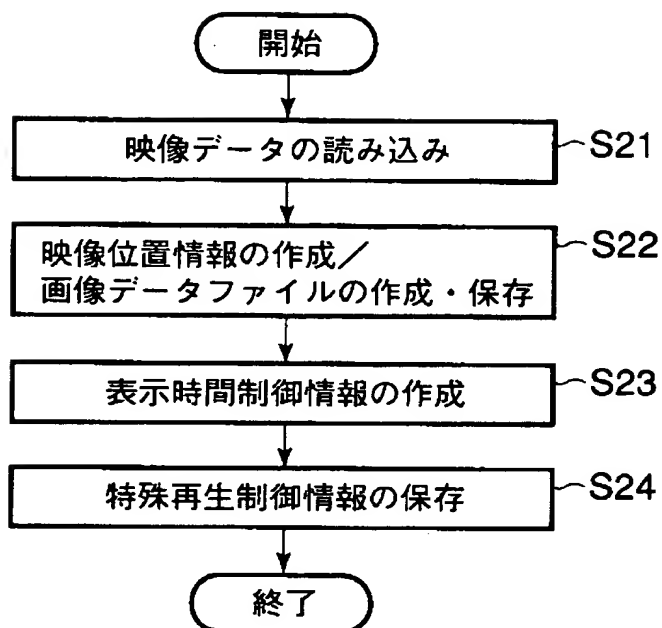 開始
映像データの読み込み
S21
映像位置情報の作成／
画像データファイルの作成・保存
S22
表示時間制御情報の作成
S23
特殊再生制御情報の保存
S24
終了